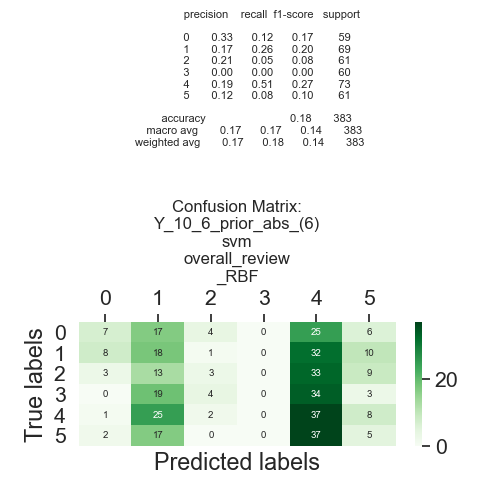 precision recall f1-score support
0 0.33 0.12 0.17 59
1 0.17 0.26 0.20 69
2 0.21 0.05 0.08 61
3 0.00 0.00 0.00 60
4 0.19 0.51 0.27 73
5 0.12 0.08 0.10 61
accuracy 0.18 383
macro avg 0.17 0.17 0.14 383
weighted avg 0.17 0.18 0.14 383
Confusion Matrix:
Y_10_6_prior_abs_(6)
svm
overall_review
_RBF
0 1 2 3 4 5
True labels
0 7 17 4 0 25 6
1 8 18 1 0 32 10
2 3 13 3 0 33 9
3 0 19 4 0 34 3
4 1 25 2 0 37 8
5 2 17 0 0 37 5
20
0
Predicted labels